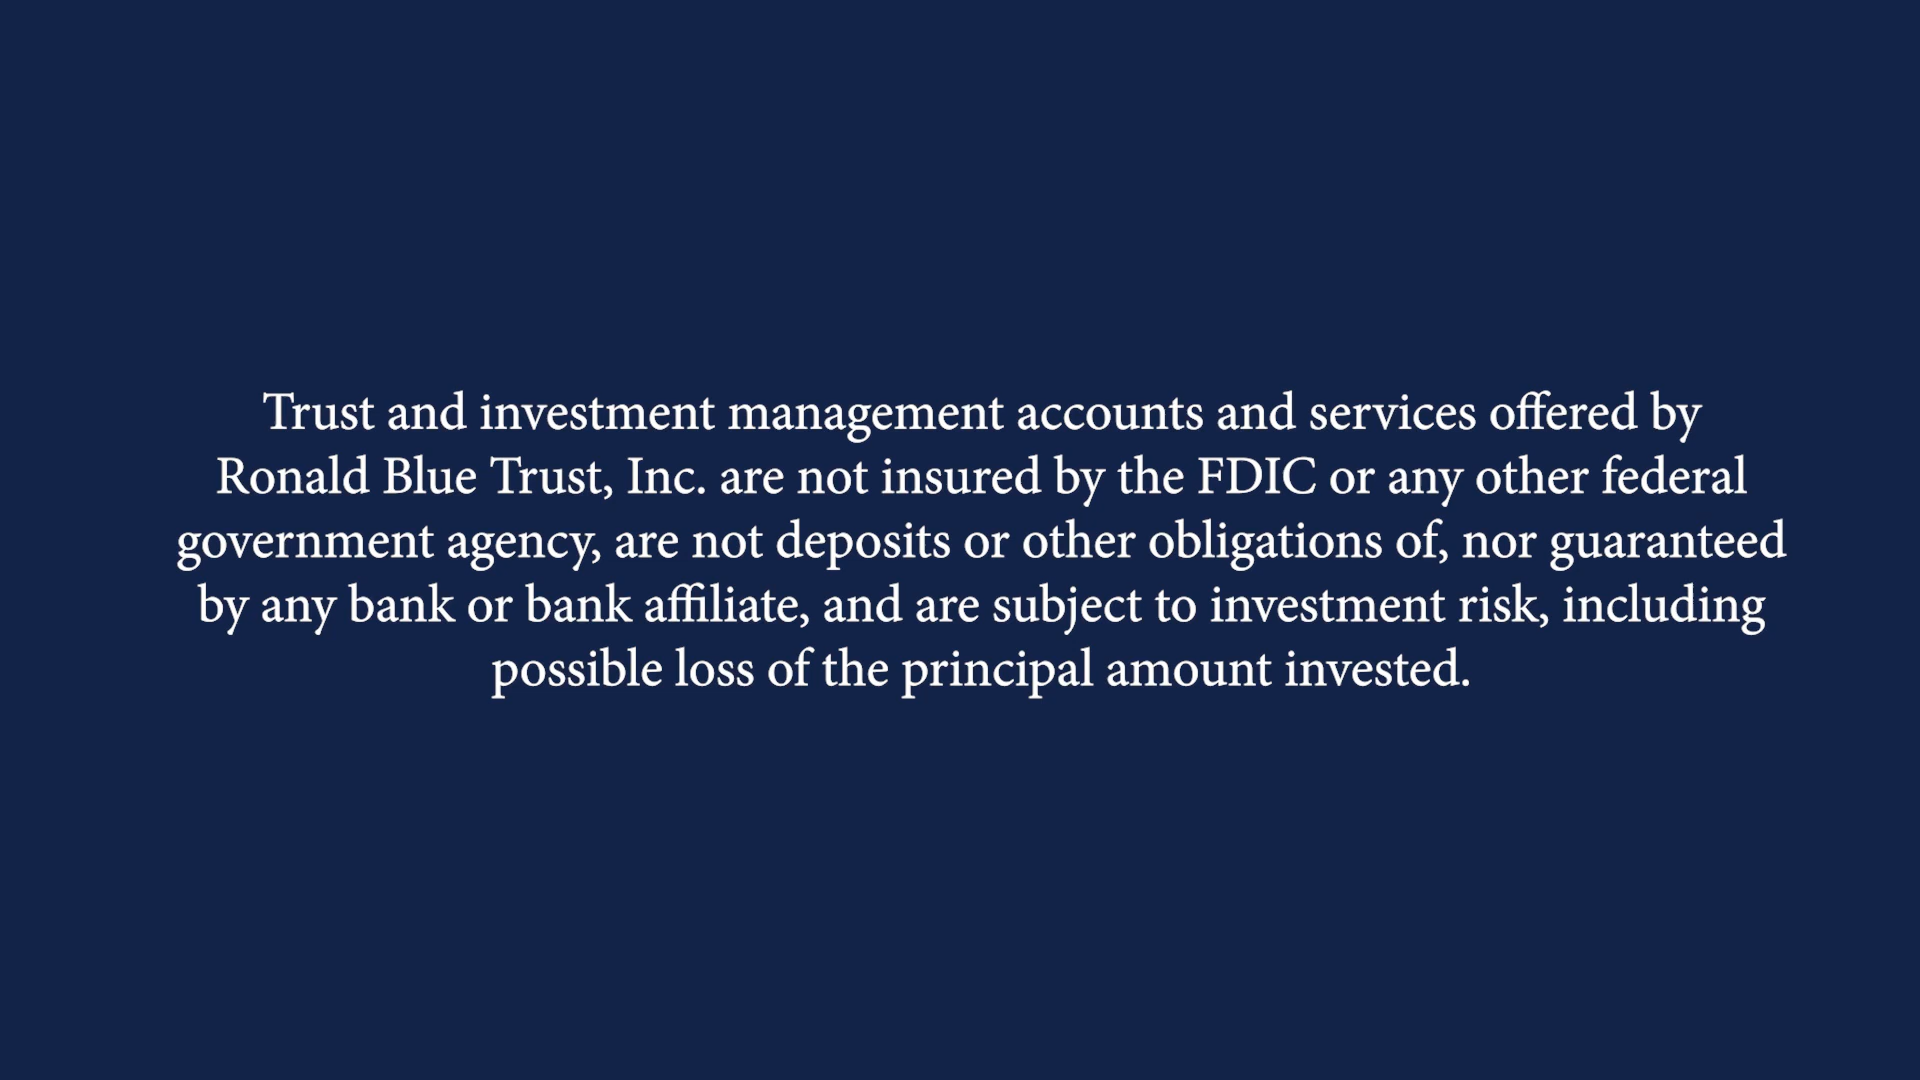 Trust and investment management accounts and services offered by
Ronald Blue Trust, Inc. are not insured by the FDIC or any other federal
government agency, are not deposits or other obligations of, nor guaranteed
by any bank or bank affiliate, and are subject to investment risk, including
possible loss of the principal amount invested.